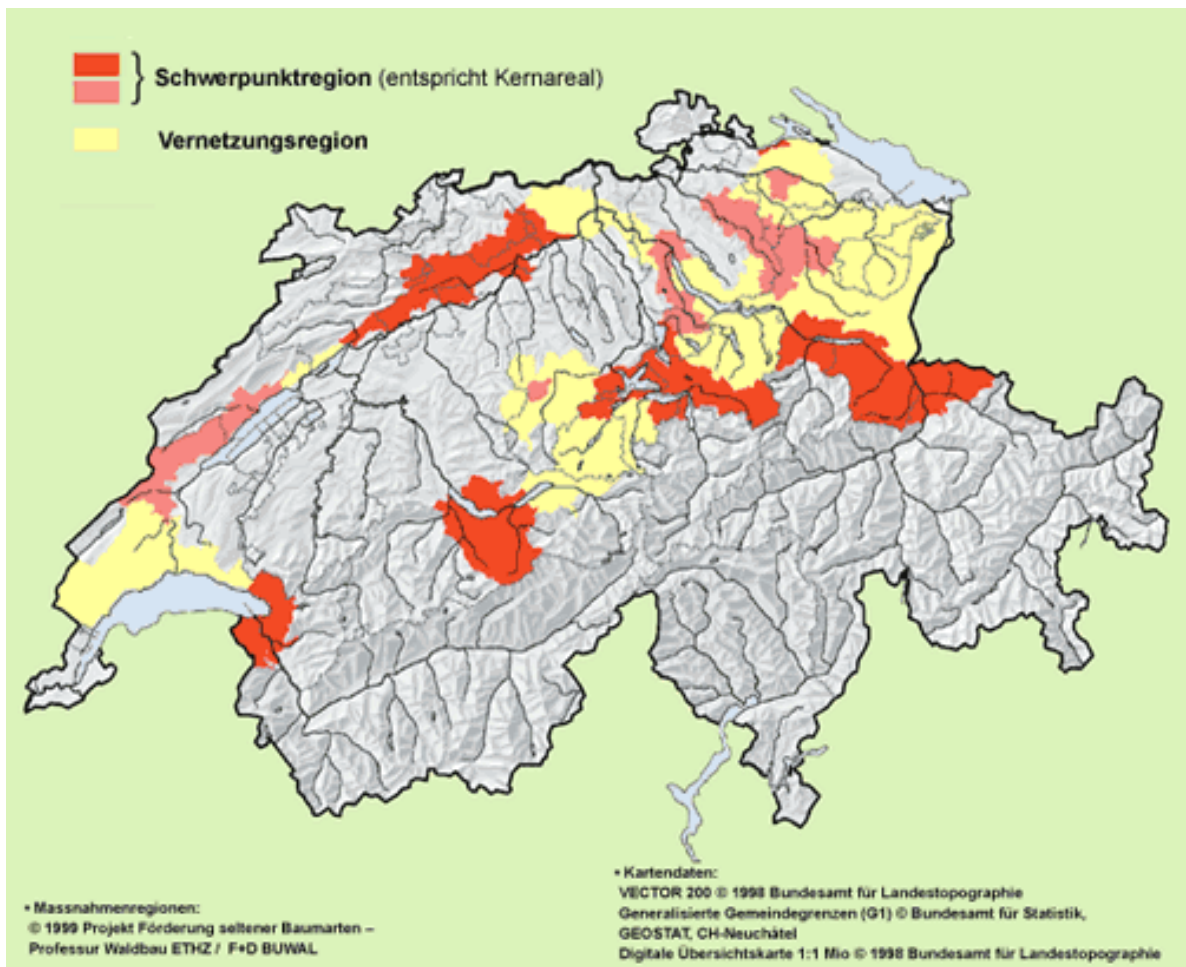 Schwerpunktregion (entspricht Kernareal)
Vernetzungsregion
• Massnahmenregionen:
© 1999 Projekt Förderung seltener Baumarten –
Professur Waldbau ETHZ / F+D BUWAL
• Kartendaten:
VECTOR 200 © 1998 Bundesamt für Landestopographie
Generalisierte Gemeindegrenzen (G1) © Bundesamt für Statistik,
GEOSTAT, CH-Neuchâtel
Digitale Übersichtskarte 1:1 Mio © 1998 Bundesamt für Landestopographie